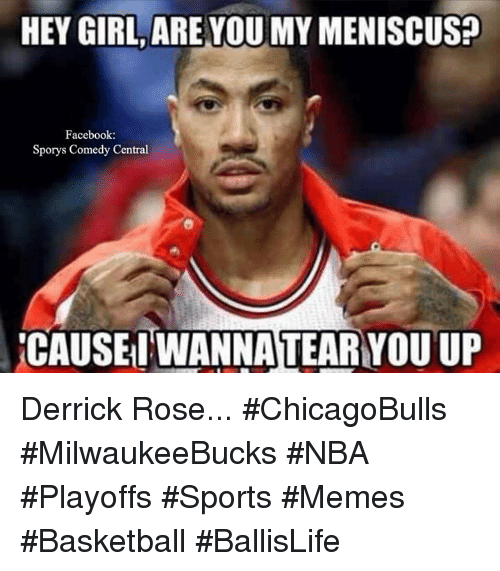 HEY GIRL, ARE YOU MY MENISCUS?
Facebook:
Sporys Comedy Central
'CAUSE I WANNA TEAR YOU UP
Derrick Rose... #ChicagoBulls
#MilwaukeeBucks #NBA
#Playoffs #Sports #Memes
#Basketball #BallisLife